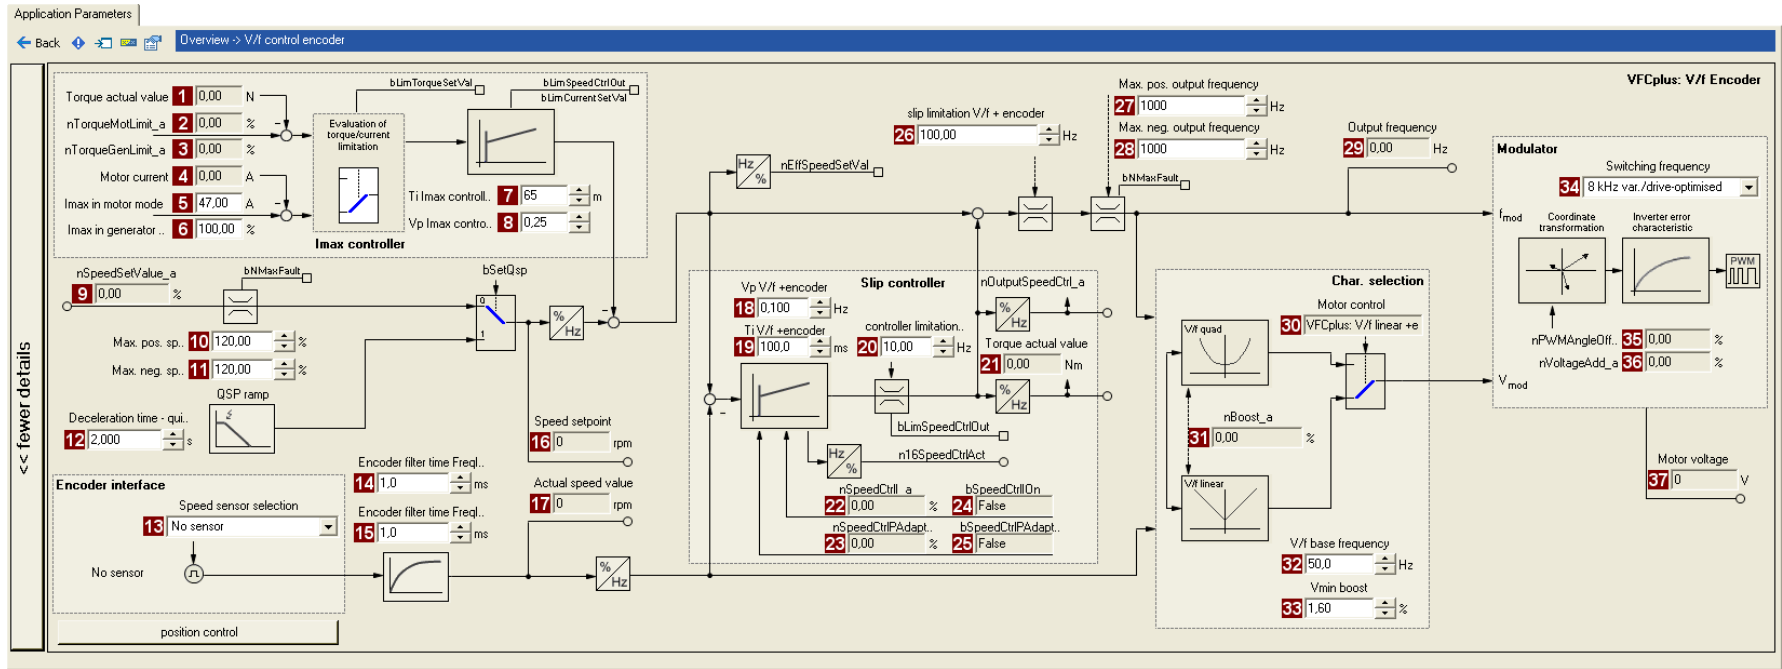 Application Parameters
Back
Overview -> V/f control encoder
<< fewer details
VFCplus: V/f Encoder
Torque actual value 1 0,00 N
nTorqueMotLimit_a 2 0,00 %
nTorqueGenLimit_a 3 0,00 %
Motor current 4 0,00 A
Imax in motor mode 5 47,00 A
Imax in generator .. 6 100,00 %
bLimTorqueSetVal
Evaluation of
torque/current
limitation
bLimSpeedCtrlOut
bLimCurrentSetVal
Ti Imax controll.. 7 65 m
Vp Imax contro.. 8 0,25
Imax controller
nSpeedSetValue_a
9 0,00 %
bNMaxFault
bSetQsp
0
1
%
Hz
Max. pos. sp.. 10 120,00 %
Max. neg. sp.. 11 120,00 %
QSP ramp
Deceleration time - qui..
12 2,000 s
Encoder interface
Speed sensor selection
13 No sensor
No sensor
position control
Encoder filter time Freql..
14 1,0 ms
Encoder filter time Freql..
15 1,0 ms
Speed setpoint
16 0 rpm
Actual speed value
17 0 rpm
%
Hz
Hz
%
nEffSpeedSetVal
slip limitation V/f + encoder
26 100,00 Hz
Max. pos. output frequency
27 1000 Hz
Max. neg. output frequency
28 1000 Hz
bNMaxFault
Output frequency
29 0,00 Hz
Slip controller
Vp V/f +encoder
18 0,100 Hz
Ti V/f +encoder
19 100,0 ms
controller limitation..
20 10,00 Hz
nOutputSpeedCtrl_a
%
Hz
Torque actual value
21 0,00 Nm
%
Hz
bLimSpeedCtrlOut
Hz
%
n16SpeedCtrlAct
nSpeedCtrlI_a
22 0,00 %
nSpeedCtrlPAdapt..
23 0,00 %
bSpeedCtrlIOn
24 False
bSpeedCtrlPAdapt..
25 False
Char. selection
Motor control
30 VFCplus: V/f linear +e
V/f quad
nBoost_a
31 0,00 %
V/f linear
V/f base frequency
32 50,0 Hz
Vmin boost
33 1,60 %
Modulator
Switching frequency
34 8 kHz var./drive-optimised
fmod
Coordinate
transformation
Inverter error
characteristic
PWM
nPWMAngleOff.. 35 0,00 %
nVoltageAdd_a 36 0,00 %
Vmod
Motor voltage
37 0 V